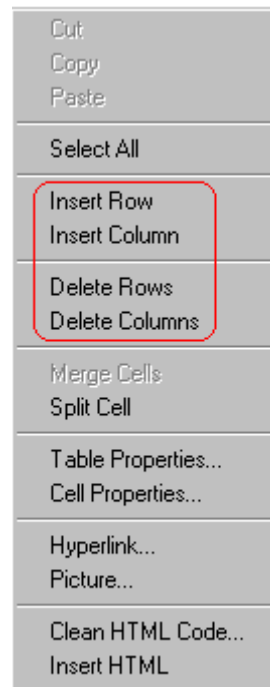 Cut
Copy
Paste
Select All
Insert Row
Insert Column
Delete Rows
Delete Columns
Merge Cells
Split Cell
Table Properties...
Cell Properties...
Hyperlink...
Picture...
Clean HTML Code...
Insert HTML